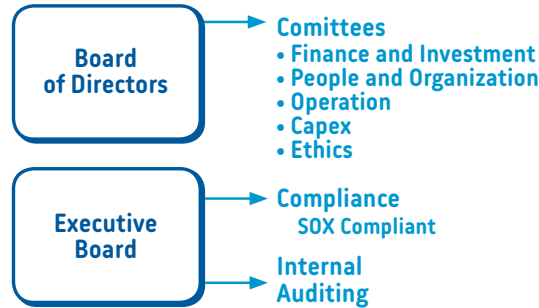 Board
of Directors
Comittees
• Finance and Investment
• People and Organization
• Operation
• Capex
• Ethics
Executive
Board
Compliance
SOX Compliant
Internal
Auditing